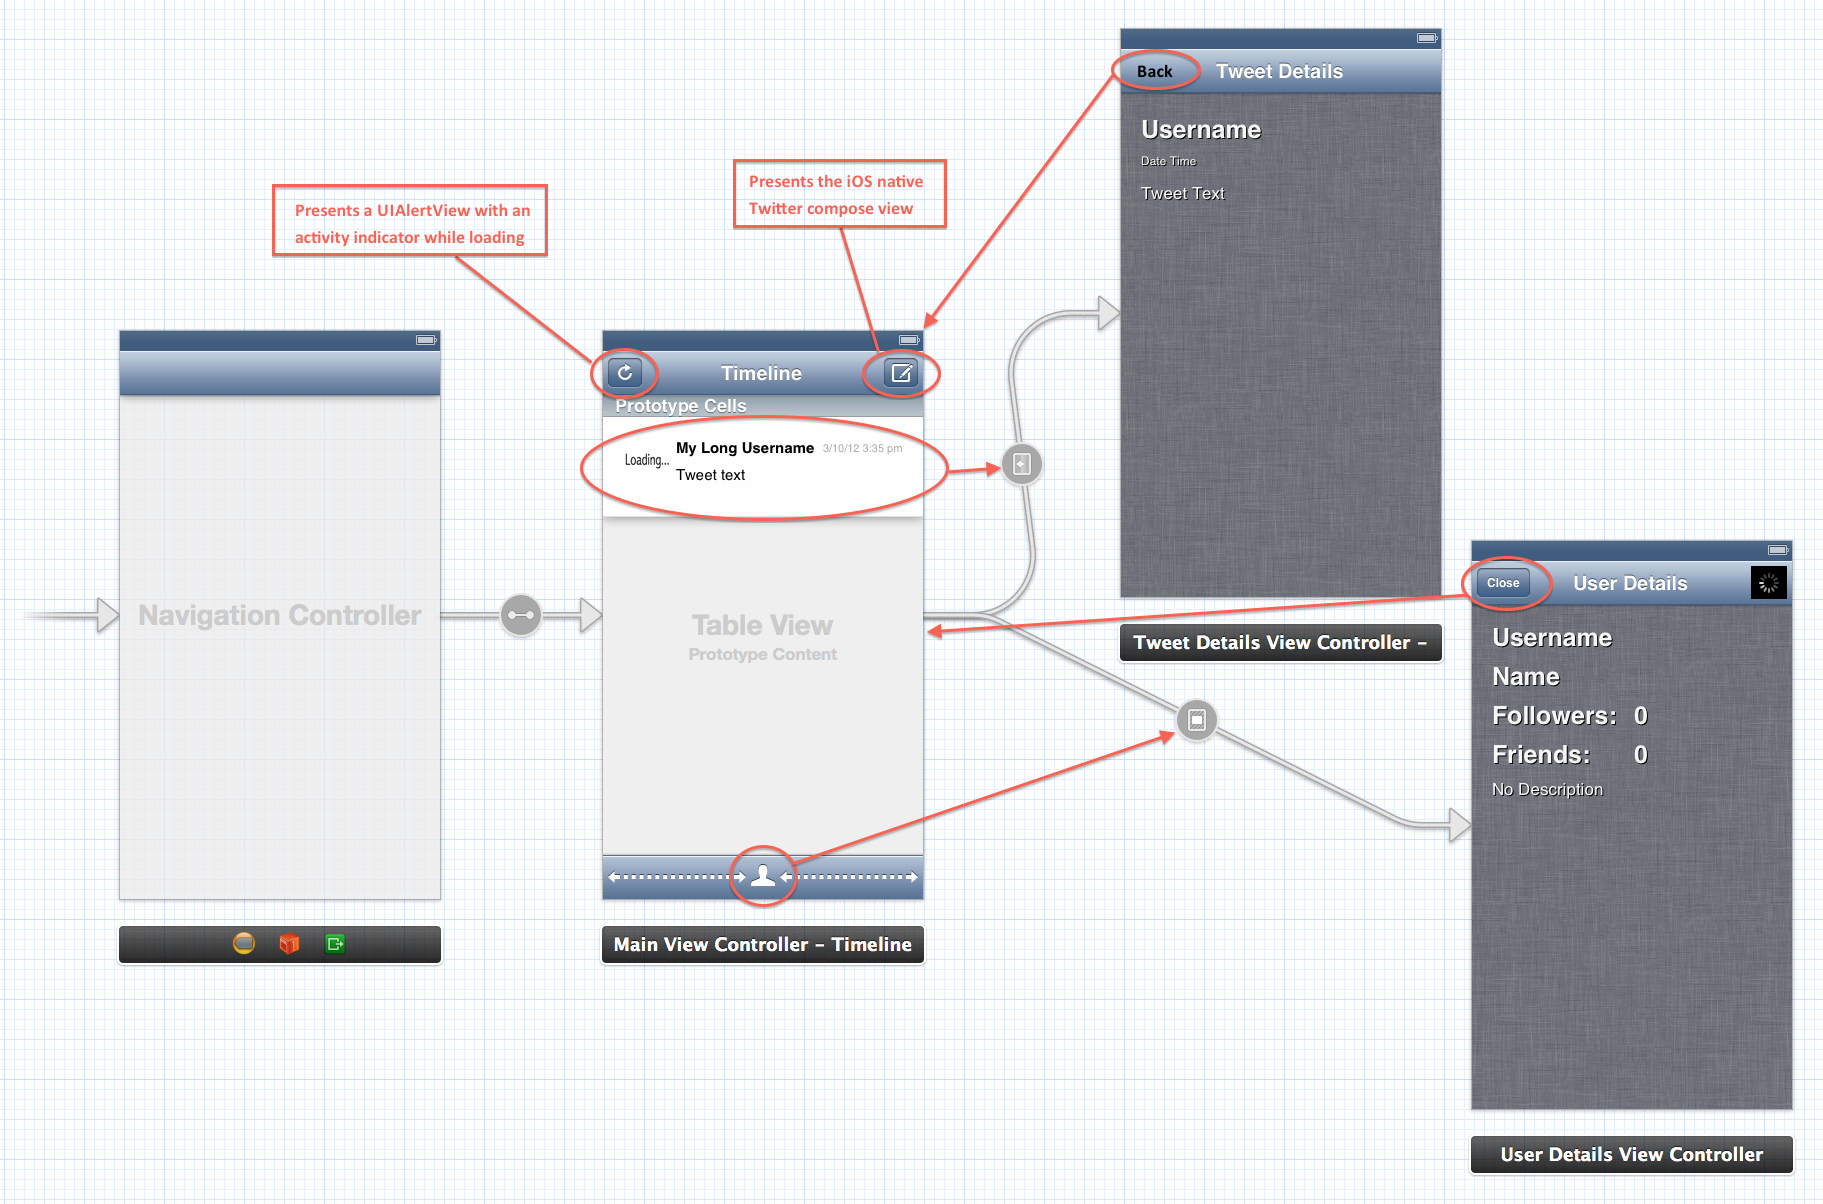 Back
Tweet Details
Username
Date Time
Tweet Text
Presents the iOS native
Twitter compose view
Presents a UIAlertView with an
activity indicator while loading
Timeline
Prototype Cells
My Long Username 3/10/12 3:35 pm
Loading...
Tweet text
Navigation Controller
Table View
Prototype Content
Main View Controller – Timeline
Tweet Details View Controller –
Close
User Details
Username
Name
Followers: 0
Friends: 0
No Description
User Details View Controller